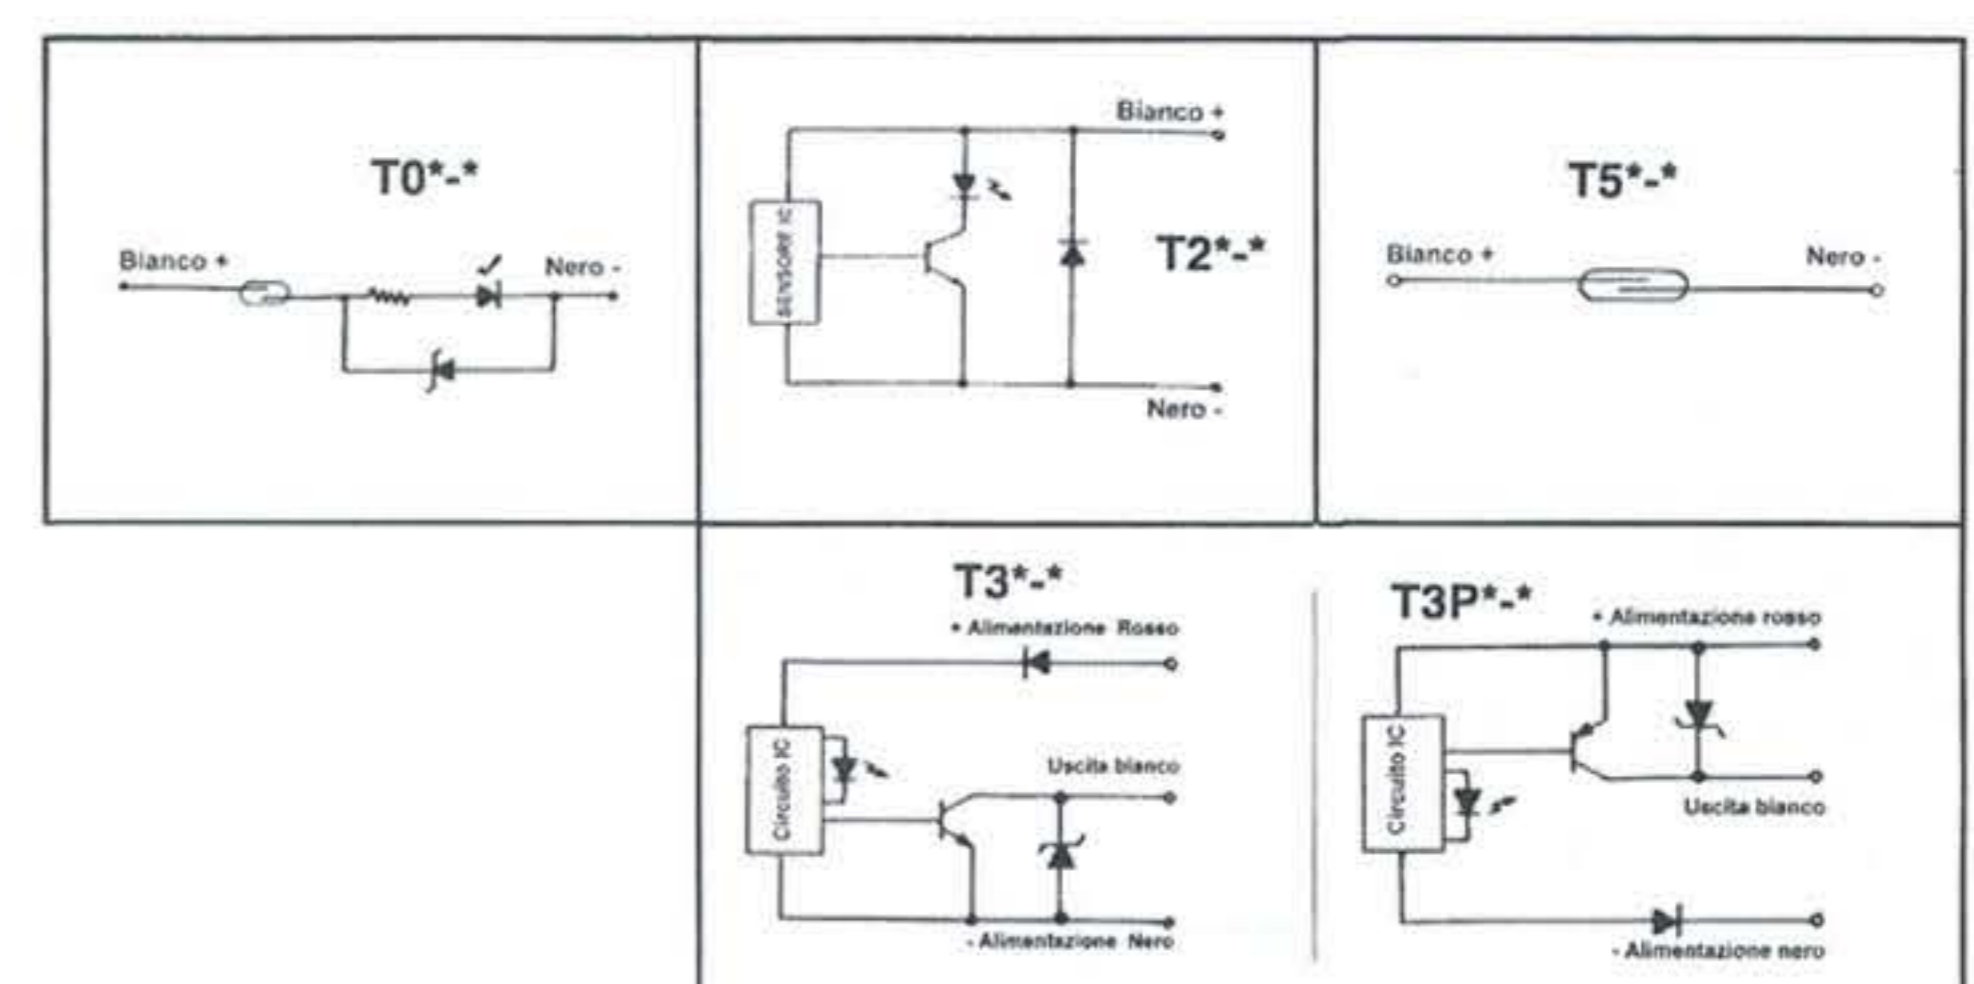 T0*-*
Bianco +
Nero -
Bianco +
SENSORE IC
T2*-*
Nero -
T5*-*
Bianco +
Nero -
T3*-*
+ Alimentazione Rosso
Circuito IC
Uscita bianco
- Alimentazione Nero
T3P*-*
+ Alimentazione rosso
Circuito IC
Uscita bianco
- Alimentazione nero